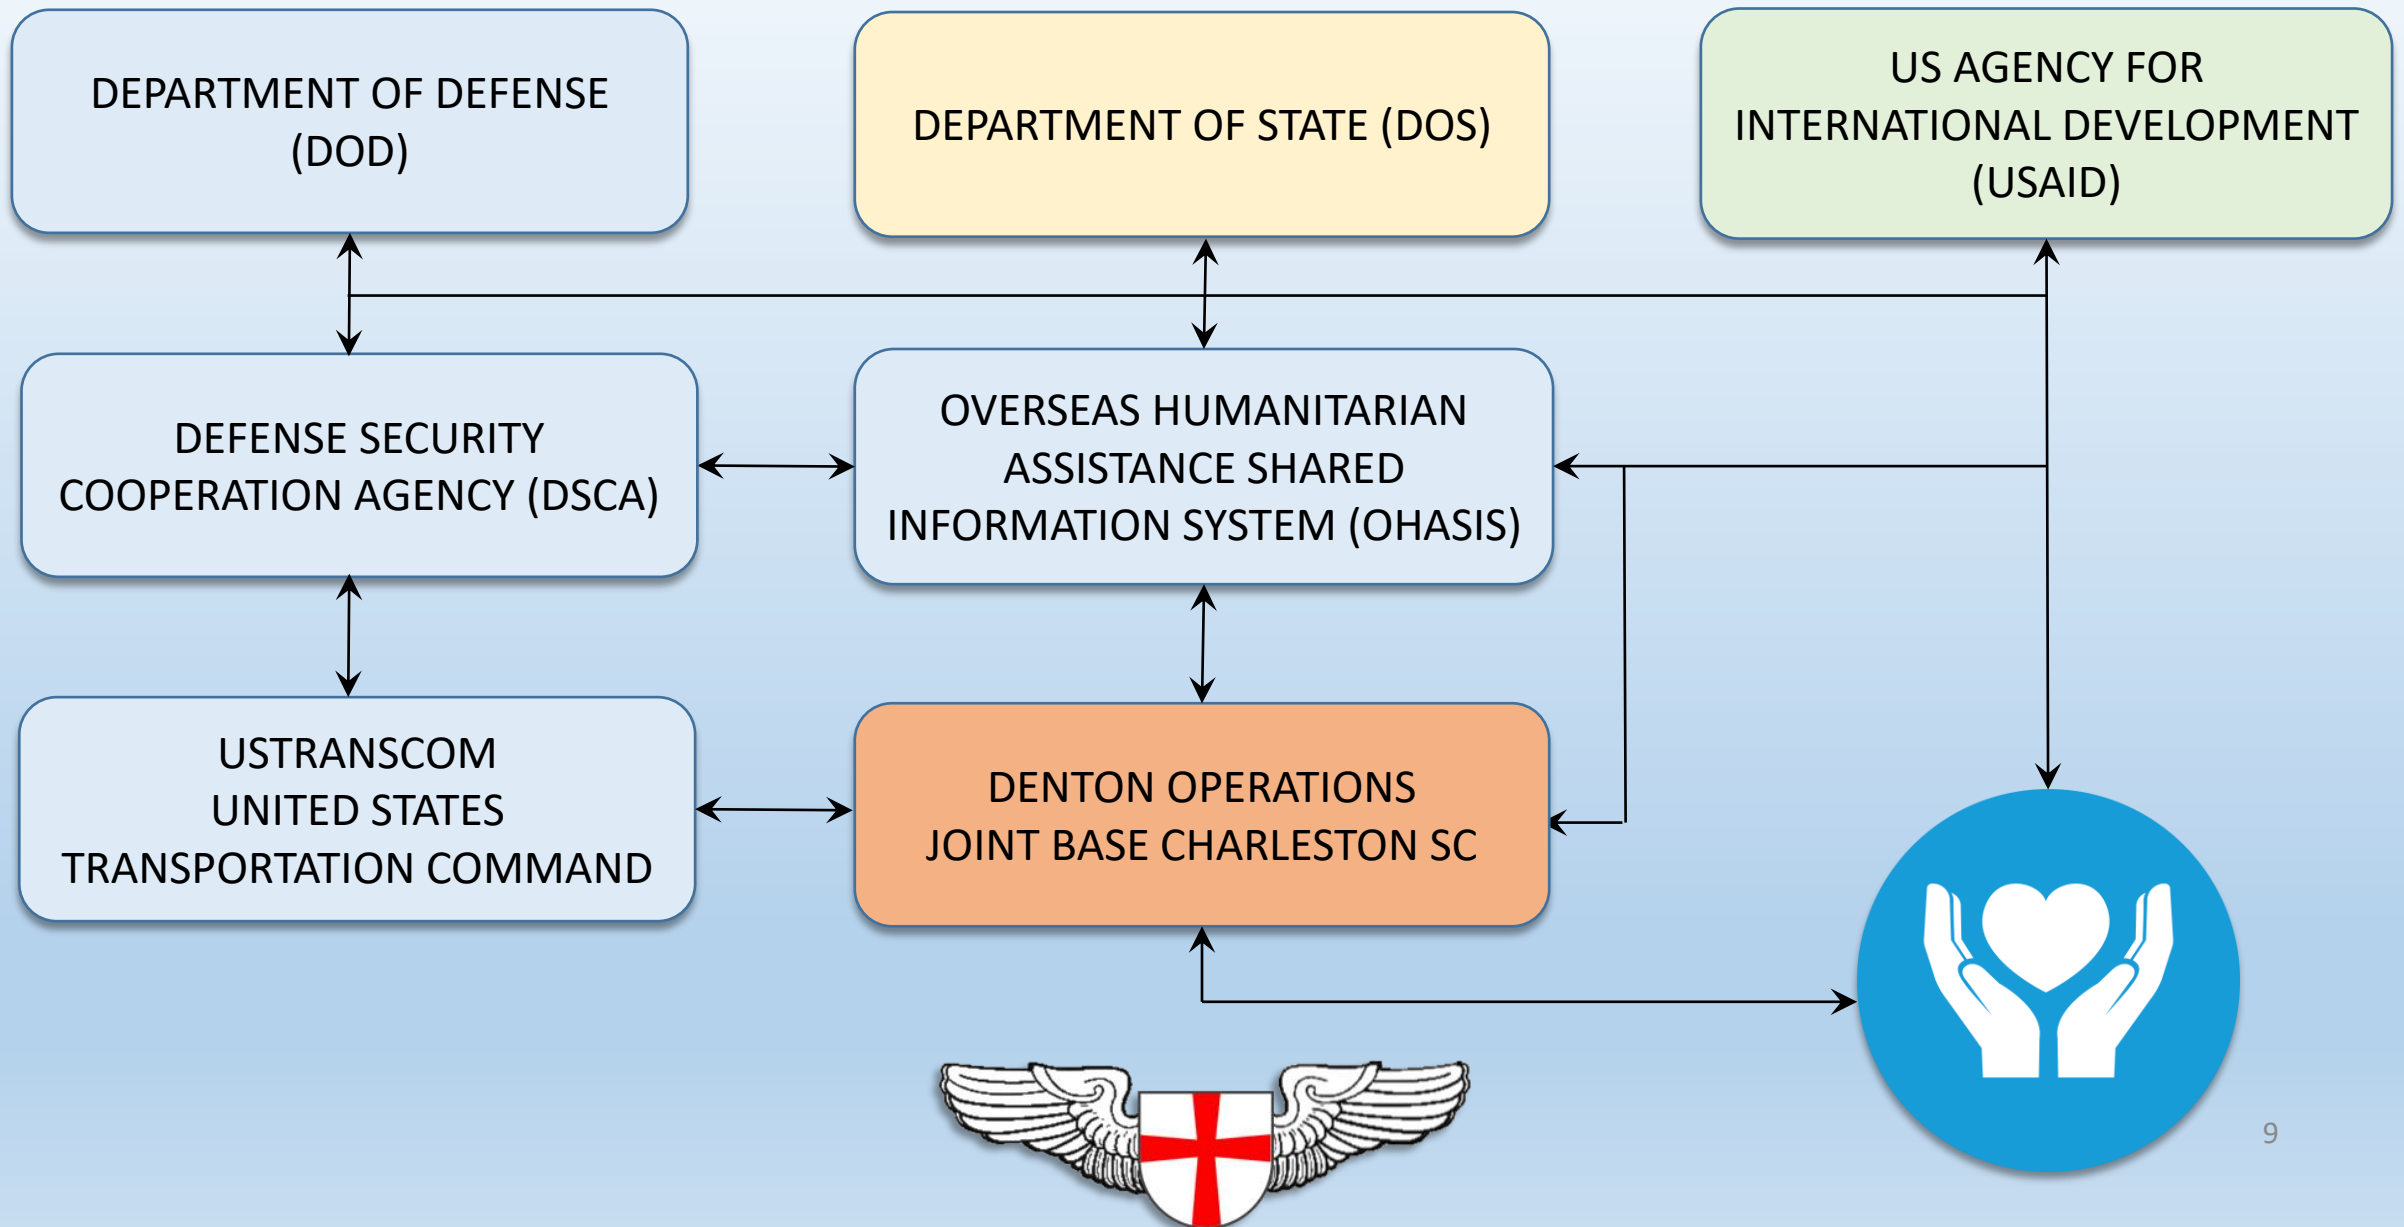 DEPARTMENT OF DEFENSE
(DOD)
DEPARTMENT OF STATE (DOS)
US AGENCY FOR
INTERNATIONAL DEVELOPMENT
(USAID)
DEFENSE SECURITY
COOPERATION AGENCY (DSCA)
OVERSEAS HUMANITARIAN
ASSISTANCE SHARED
INFORMATION SYSTEM (OHASIS)
USTRANSCOM
UNITED STATES
TRANSPORTATION COMMAND
DENTON OPERATIONS
JOINT BASE CHARLESTON SC
9